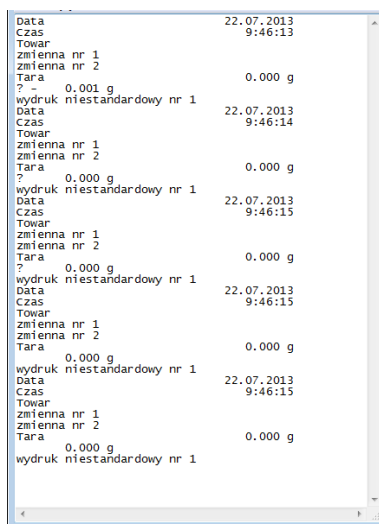 Data 22.07.2013
Czas 9:46:13
Towar
zmienna nr 1
zmienna nr 2
Tara 0.000 g
? - 0.001 g
wydruk niestandardowy nr 1
Data 22.07.2013
Czas 9:46:14
Towar
zmienna nr 1
zmienna nr 2
Tara 0.000 g
? 0.000 g
wydruk niestandardowy nr 1
Data 22.07.2013
Czas 9:46:15
Towar
zmienna nr 1
zmienna nr 2
Tara 0.000 g
? 0.000 g
wydruk niestandardowy nr 1
Data 22.07.2013
Czas 9:46:15
Towar
zmienna nr 1
zmienna nr 2
Tara 0.000 g
0.000 g
wydruk niestandardowy nr 1
Data 22.07.2013
Czas 9:46:15
Towar
zmienna nr 1
zmienna nr 2
Tara 0.000 g
0.000 g
wydruk niestandardowy nr 1